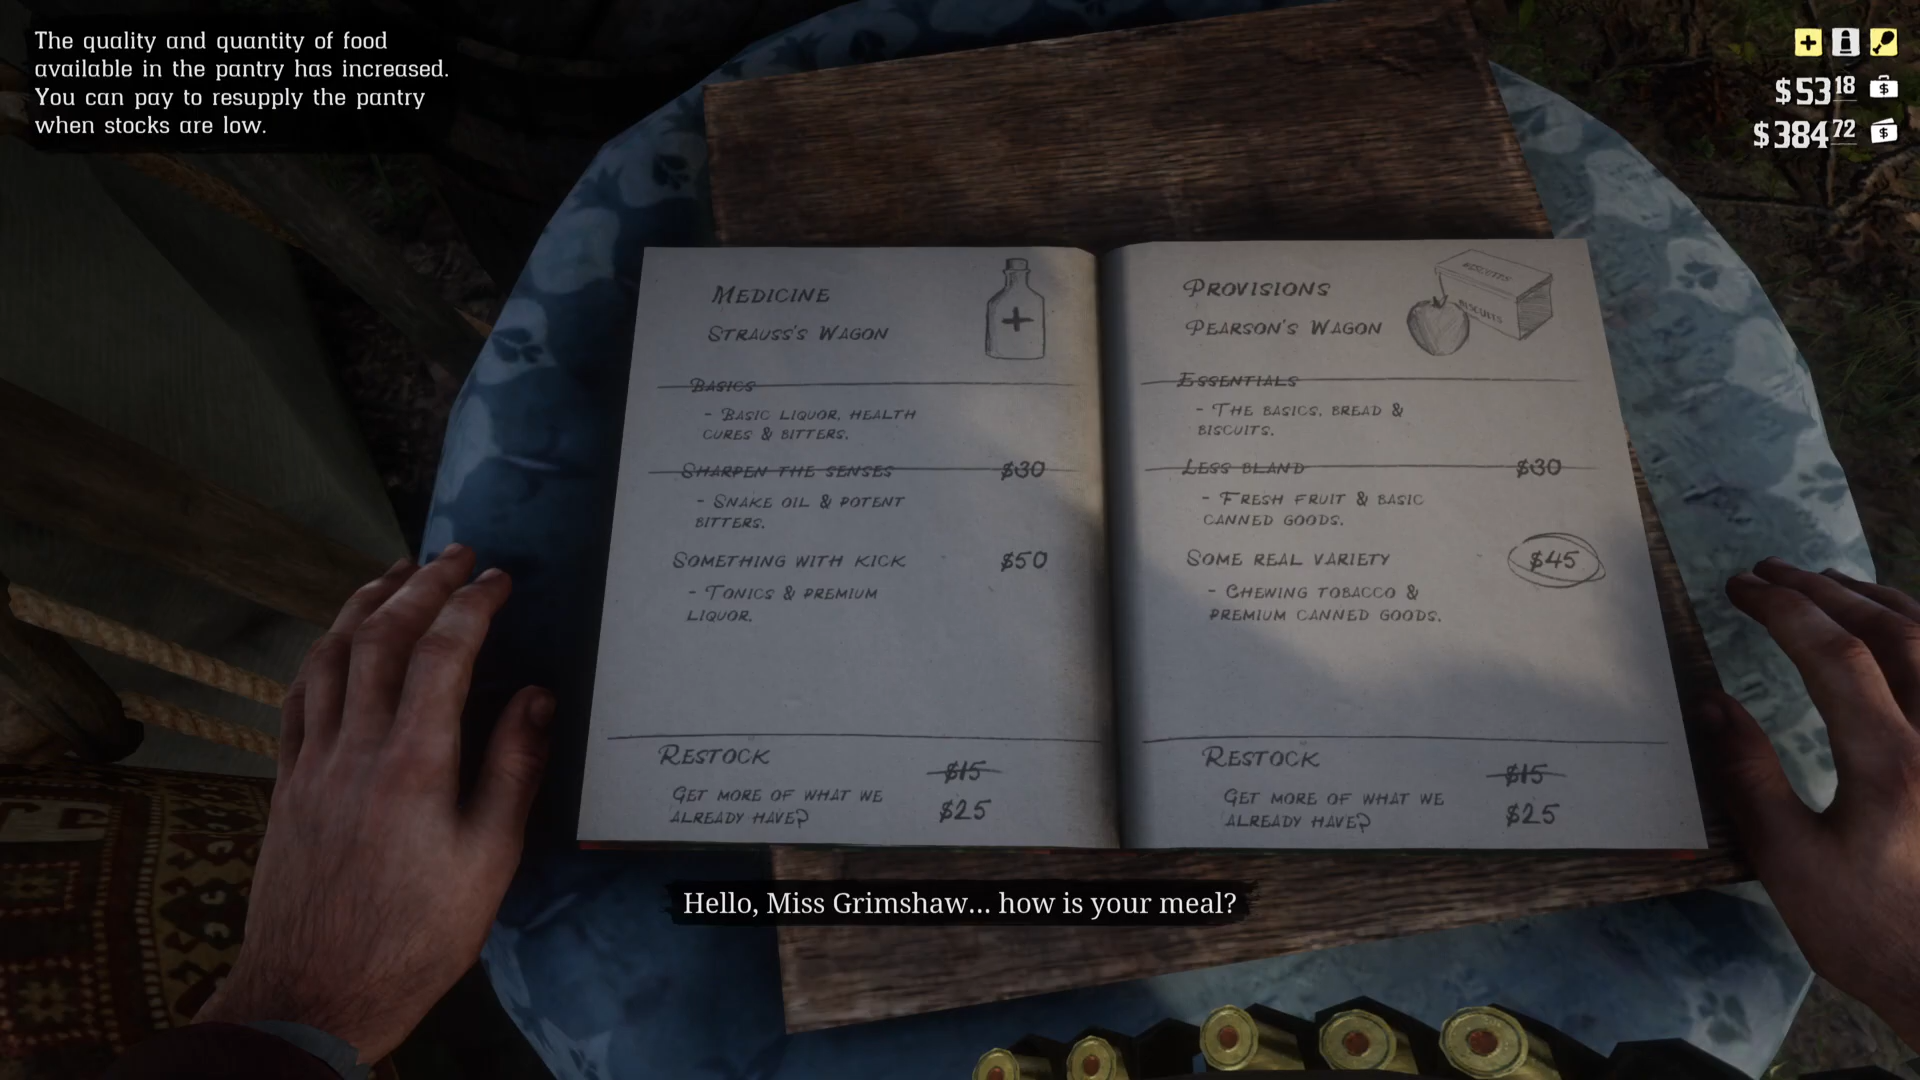 The quality and quantity of food
available in the pantry has increased.
You can pay to resupply the pantry
when stocks are low.
$53 18
$
$384 72
$
MEDICINE
STRAUSS'S WAGON
BASICS
- BASIC LIQUOR, HEALTH
CURES & BITTERS.
SHARPEN THE SENSES $30
- SNAKE OIL & POTENT
BITTERS.
SOMETHING WITH KICK $50
- TONICS & PREMIUM
LIQUOR.
RESTOCK
$15
GET MORE OF WHAT WE
ALREADY HAVE?
$25
PROVISIONS
PEARSON'S WAGON
BISCUITS
BISCUITS
ESSENTIALS
- THE BASICS, BREAD &
BISCUITS.
LESS BLAND $30
- FRESH FRUIT & BASIC
CANNED GOODS.
SOME REAL VARIETY $45
- CHEWING TOBACCO &
PREMIUM CANNED GOODS.
RESTOCK
$15
GET MORE OF WHAT WE
ALREADY HAVE?
$25
Hello, Miss Grimshaw... how is your meal?